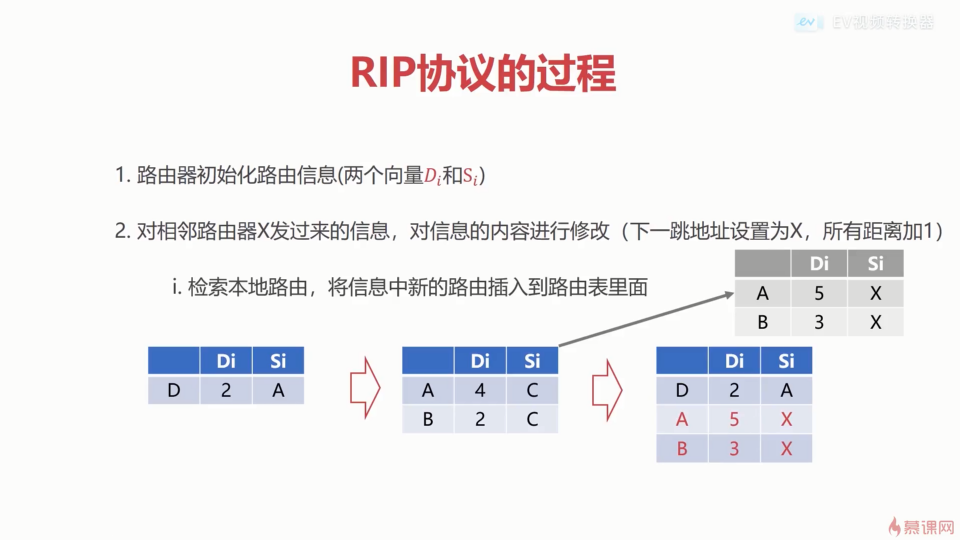 EV视频转换器
RIP协议的过程
1. 路由器初始化路由信息(两个向量Di和Si)
2. 对相邻路由器X发过来的信息，对信息的内容进行修改（下一跳地址设置为X，所有距离加1）
i. 检索本地路由，将信息中新的路由插入到路由表里面
Di Si
A 5 X
B 3 X
Di Si
D 2 A
Di Si
A 4 C
B 2 C
Di Si
D 2 A
A 5 X
B 3 X
慕课网